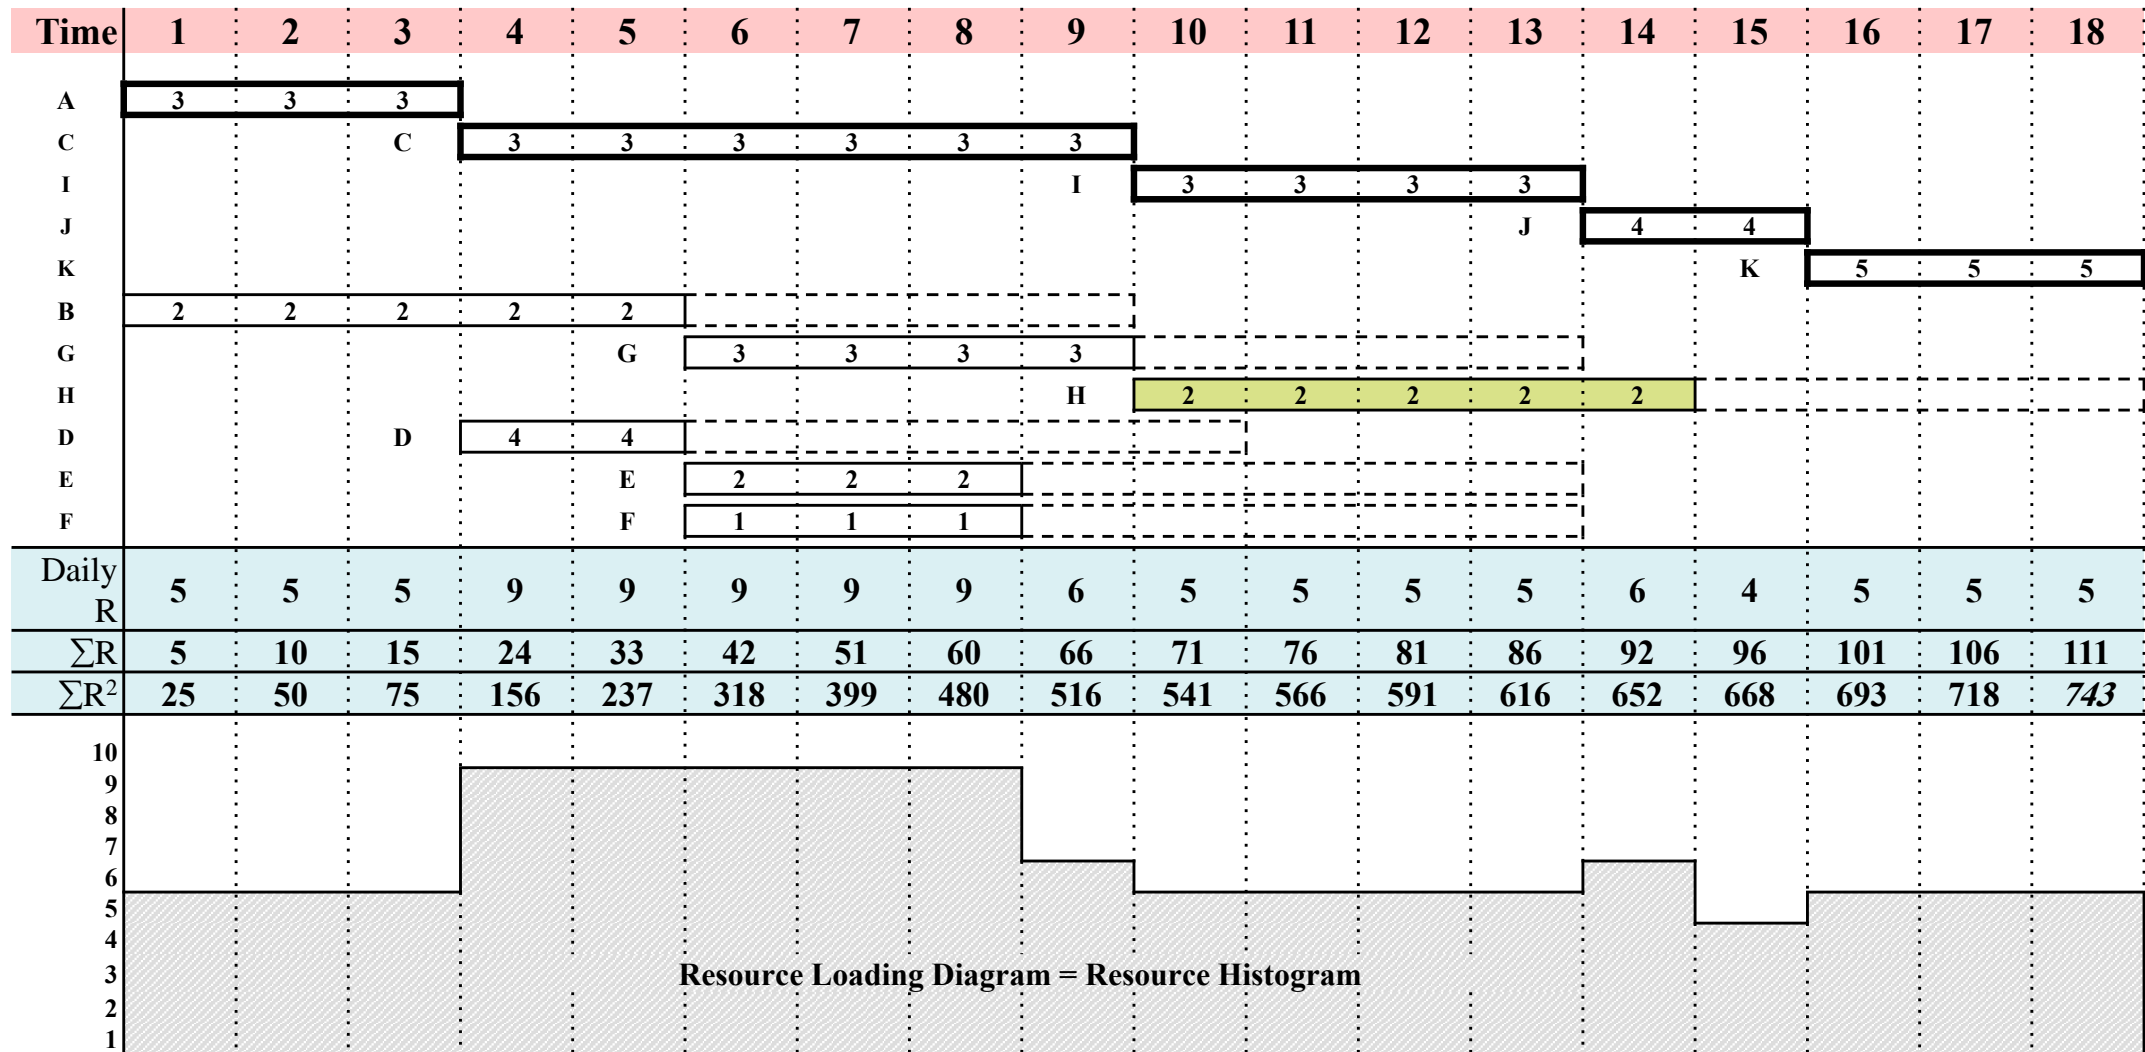 Time 1 2 3 4 5 6 7 8 9 10 11 12 13 14 15 16 17 18
A 3 3 3
C C 3 3 3 3 3 3
I I 3 3 3 3
J J 4 4
K K 5 5 5
B 2 2 2 2 2
G G 3 3 3 3
H H 2 2 2 2 2
D D 4 4
E E 2 2 2
F F 1 1 1
Daily
R 5 5 5 9 9 9 9 9 6 5 5 5 5 6 4 5 5 5
∑R 5 10 15 24 33 42 51 60 66 71 76 81 86 92 96 101 106 111
∑R² 25 50 75 156 237 318 399 480 516 541 566 591 616 652 668 693 718 743
10
9
8
7
6
5
4
3 Resource Loading Diagram = Resource Histogram
2
1